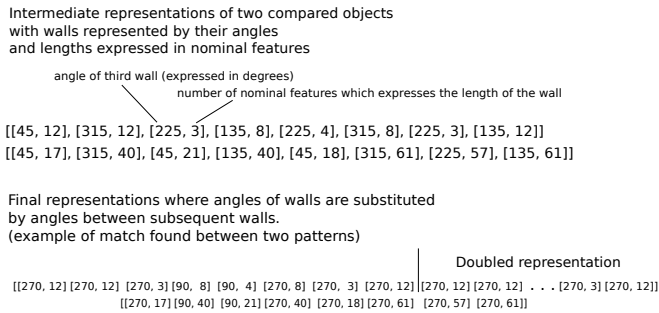 Intermediate representations of two compared objects
with walls represented by their angles
and lengths expressed in nominal features
angle of third wall (expressed in degrees)
number of nominal features which expresses the length of the wall
[[45, 12], [315, 12], [225, 3], [135, 8], [225, 4], [315, 8], [225, 3], [135, 12]]
[[45, 17], [315, 40], [45, 21], [135, 40], [45, 18], [315, 61], [225, 57], [135, 61]]
Final representations where angles of walls are substituted
by angles between subsequent walls.
(example of match found between two patterns)
Doubled representation
[[270, 12] [270, 12] [270, 3] [90, 8] [90, 4] [270, 8] [270, 3] [270, 12] [270, 12] [270, 12] . . . [270, 3] [270, 12]]
[[270, 17] [90, 40] [90, 21] [270, 40] [270, 18] [270, 61] [270, 57] [270, 61]]